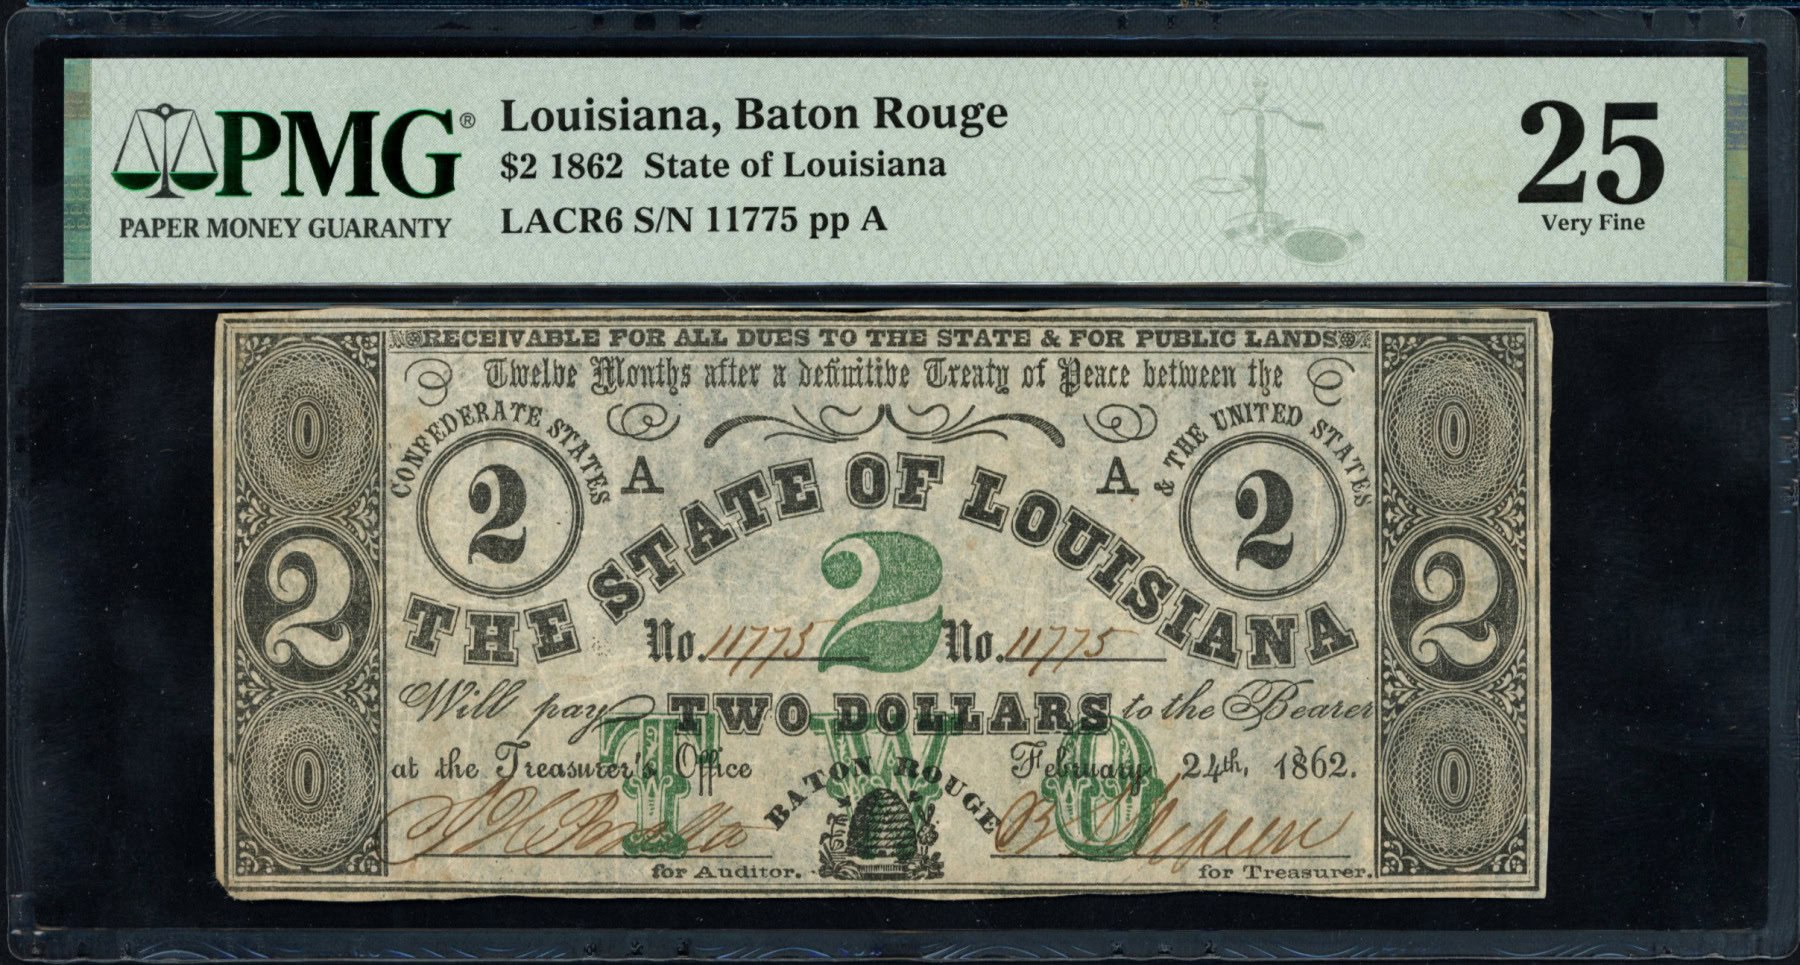 PMG®
PAPER MONEY GUARANTY
Louisiana, Baton Rouge
$2 1862 State of Louisiana
LACR6 S/N 11775 pp A
25
Very Fine
RECEIVABLE FOR ALL DUES TO THE STATE & FOR PUBLIC LANDS
Twelve Months after a definitive Treaty of Peace between the
CONFEDERATE STATES & THE UNITED STATES
0 0
2 A A 2
THE STATE OF LOUISIANA
2 2 2
No. 11775 No. 11775
Will pay TWO DOLLARS to the Bearer
TWO
at the Treasurer's Office February 24th, 1862.
0 0
BATON ROUGE
for Auditor. for Treasurer.